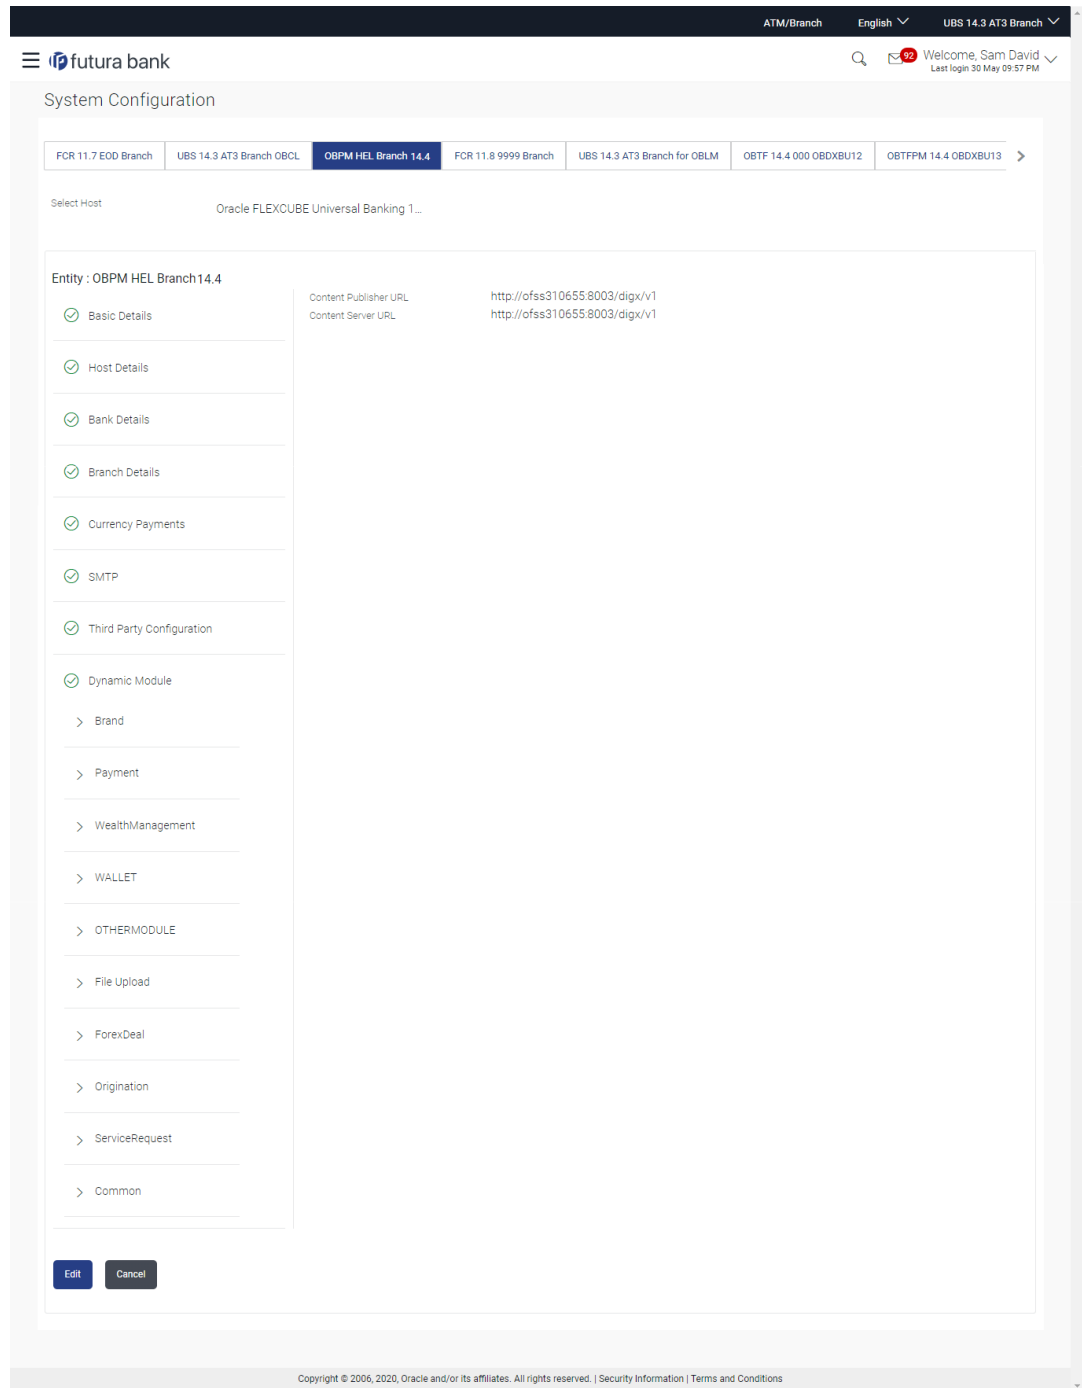 ATM/Branch English UBS 14.3 AT3 Branch
futura bank 92 Welcome, Sam David
Last login 30 May 09:57 PM
System Configuration
FCR 11.7 EOD Branch UBS 14.3 AT3 Branch OBCL OBPM HEL Branch 14.4 FCR 11.8 9999 Branch UBS 14.3 AT3 Branch for OBLM OBTF 14.4 000 OBDXBU12 OBTFPM 14.4 OBDXBU13
Select Host Oracle FLEXCUBE Universal Banking 1...
Entity : OBPM HEL Branch14.4
Content Publisher URL http://ofss310655:8003/digx/v1
Content Server URL http://ofss310655:8003/digx/v1
Basic Details
Host Details
Bank Details
Branch Details
Currency Payments
SMTP
Third Party Configuration
Dynamic Module
Brand
Payment
WealthManagement
WALLET
OTHERMODULE
File Upload
ForexDeal
Origination
ServiceRequest
Common
Edit Cancel
Copyright © 2006, 2020, Oracle and/or its affiliates. All rights reserved. | Security Information | Terms and Conditions